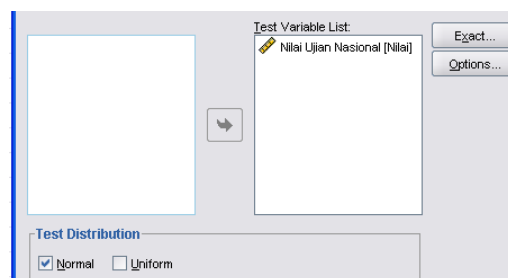 Test Variable List:
Nilai Ujian Nasional [Nilai]
Exact...
Options...
Test Distribution
Normal
Uniform